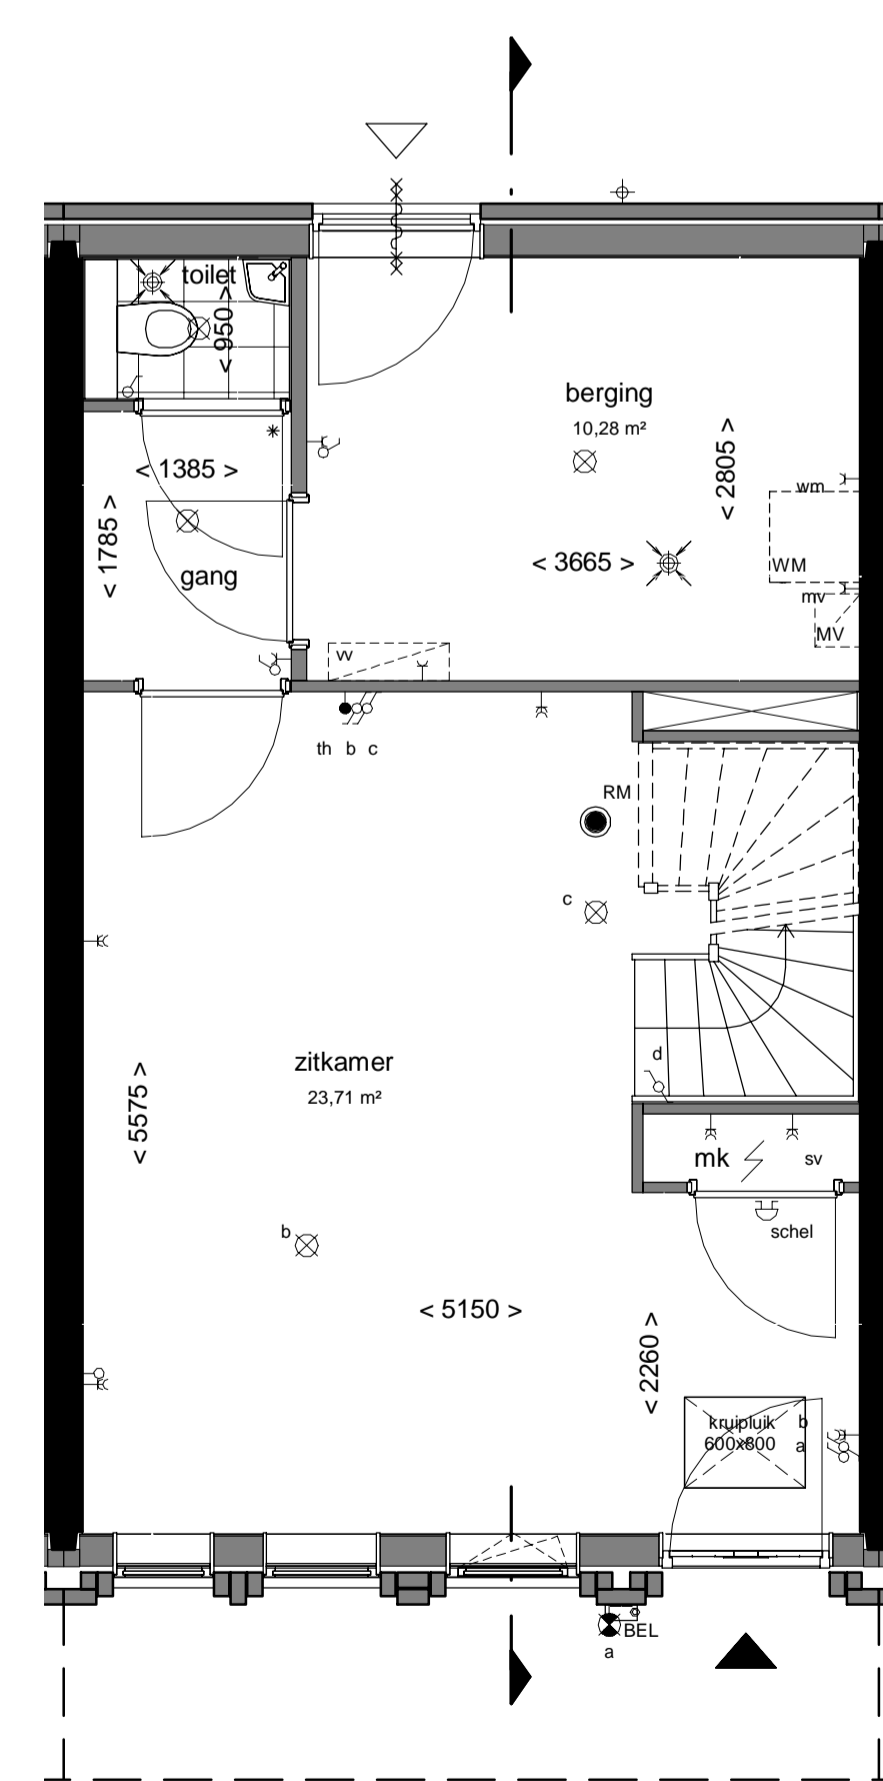 toilet
< 950 >
berging
10,28 m²
< 1385 >
< 2805 >
wm
< 1785 >
< 3665 >
WM
gang
mv
MV
vv
th b c
RM
c
zitkamer
23,71 m²
d
< 5575 >
mk
sv
schel
b
< 5150 >
< 2260 >
kruipluik b
600x800 a
BEL
a